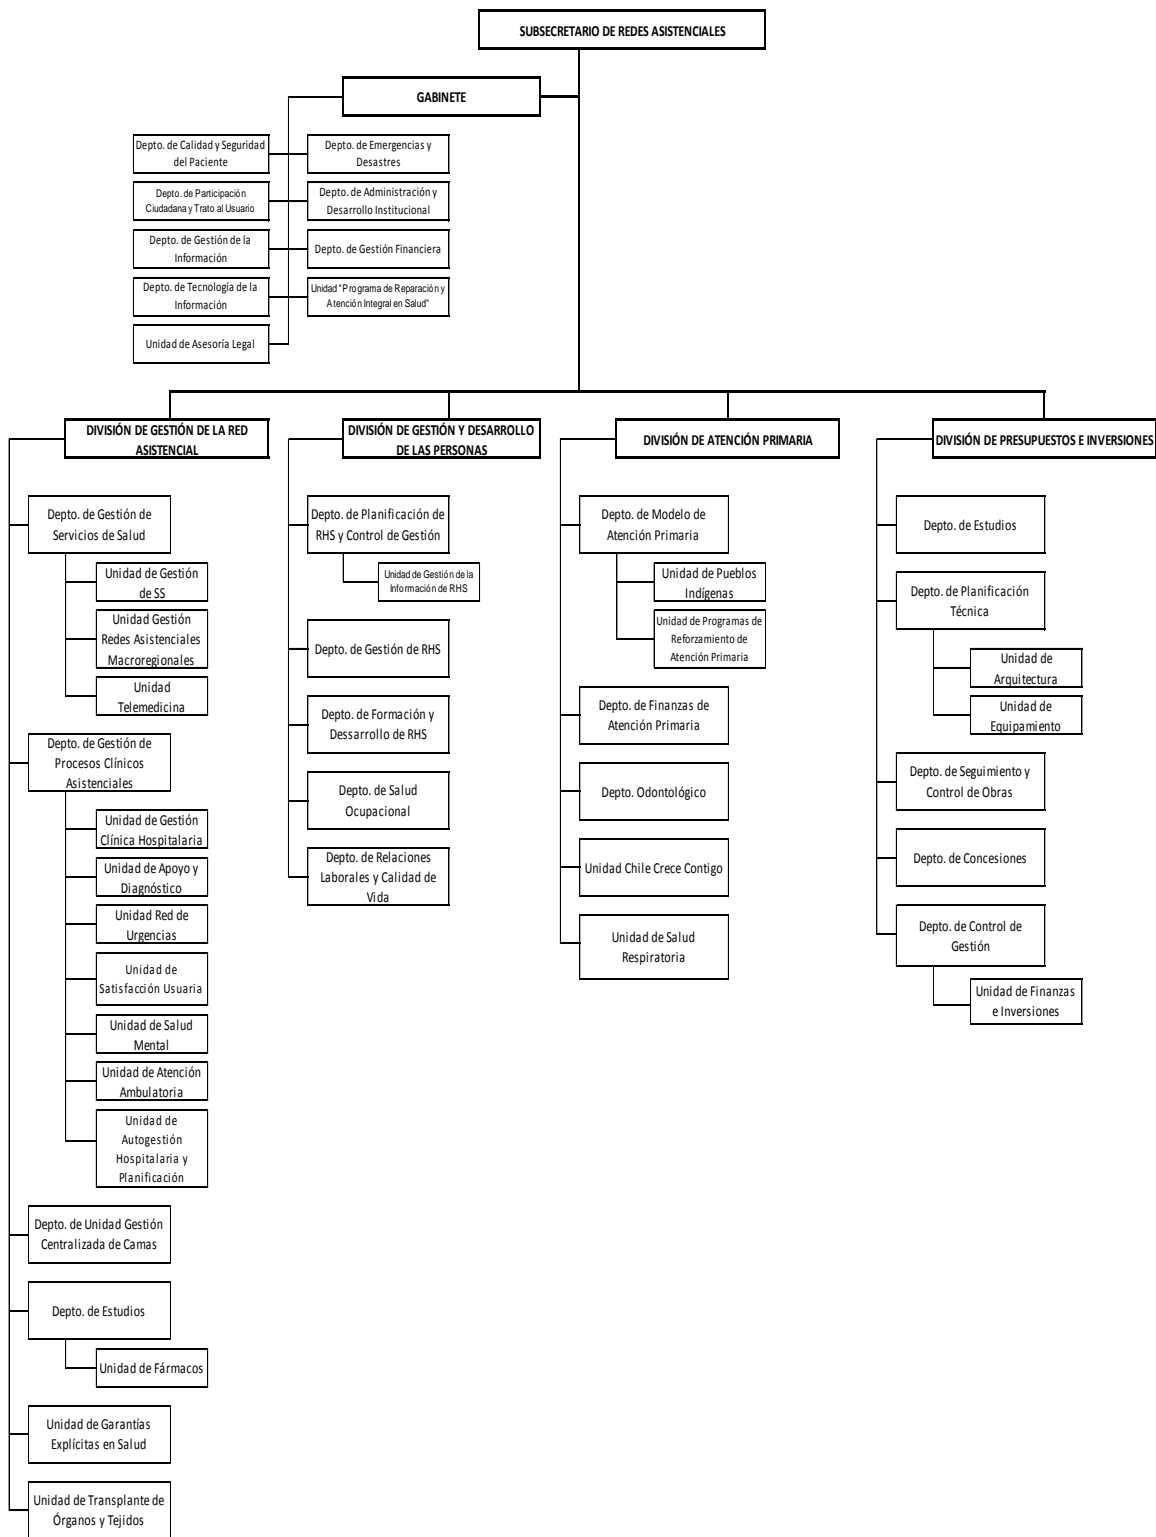 SUBSECRETARIO DE REDES ASISTENCIALES
GABINETE
Depto. de Calidad y Seguridad
del Paciente
Depto. de Emergencias y
Desastres
Depto. de Participación
Ciudadana y Trato al Usuario
Depto. de Administración y
Desarrollo Institucional
Depto. de Gestión de la
Información
Depto. de Gestión Financiera
Depto. de Tecnología de la
Información
Unidad "Programa de Reparación y
Atención Integral en Salud"
Unidad de Asesoría Legal
DIVISIÓN DE GESTIÓN DE LA RED
ASISTENCIAL
Depto. de Gestión de
Servicios de Salud
Unidad de Gestión
de SS
Unidad Gestión
Redes Asistenciales
Macroregionales
Unidad
Telemedicina
Depto. de Gestión de
Procesos Clínicos
Asistenciales
Unidad de Gestión
Clínica Hospitalaria
Unidad de Apoyo y
Diagnóstico
Unidad Red de
Urgencias
Unidad de
Satisfacción Usuaria
Unidad de Salud
Mental
Unidad de Atención
Ambulatoria
Unidad de
Autogestión
Hospitalaria y
Planificación
Depto. de Unidad Gestión
Centralizada de Camas
Depto. de Estudios
Unidad de Fármacos
Unidad de Garantías
Explícitas en Salud
Unidad de Transplante de
Órganos y Tejidos
DIVISIÓN DE GESTIÓN Y DESARROLLO
DE LAS PERSONAS
Depto. de Planificación de
RHS y Control de Gestión
Unidad de Gestión de la
Información de RHS
Depto. de Gestión de RHS
Depto. de Formación y
Dessarrollo de RHS
Depto. de Salud
Ocupacional
Depto. de Relaciones
Laborales y Calidad de
Vida
DIVISIÓN DE ATENCIÓN PRIMARIA
Depto. de Modelo de
Atención Primaria
Unidad de Pueblos
Indígenas
Unidad de Programas de
Reforzamiento de
Atención Primaria
Depto. de Finanzas de
Atención Primaria
Depto. Odontológico
Unidad Chile Crece Contigo
Unidad de Salud
Respiratoria
DIVISIÓN DE PRESUPUESTOS E INVERSIONES
Depto. de Estudios
Depto. de Planificación
Técnica
Unidad de
Arquitectura
Unidad de
Equipamiento
Depto. de Seguimiento y
Control de Obras
Depto. de Concesiones
Depto. de Control de
Gestión
Unidad de Finanzas
e Inversiones